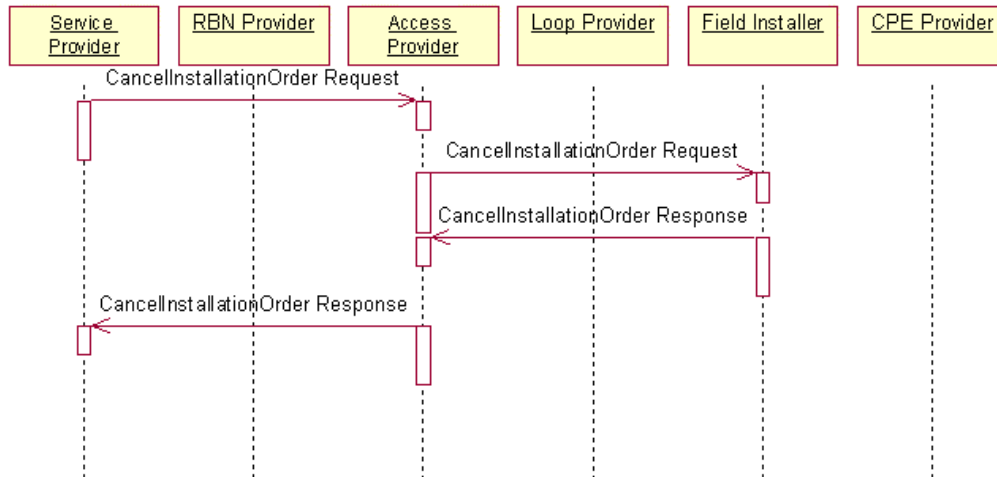 Service
Provider
RBN Provider
Access
Provider
Loop Provider
Field Installer
CPE Provider
CancelInstallationOrder Request
CancelInstallationOrder Request
CancelInstallationOrder Response
CancelInstallationOrder Response